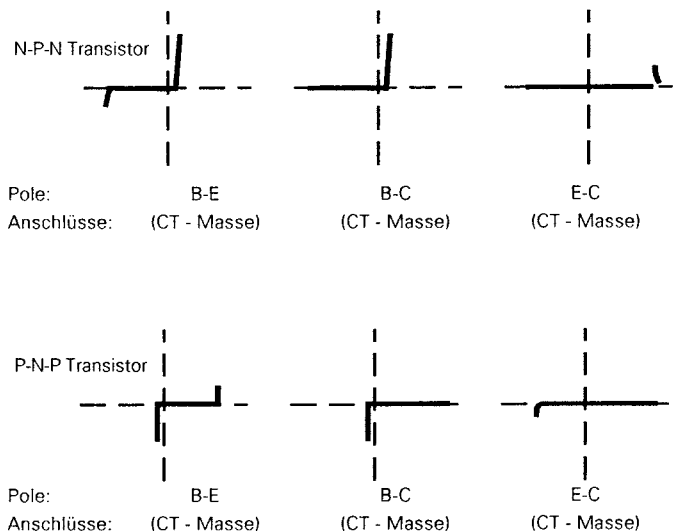 N-P-N Transistor
Pole: B-E B-C E-C
Anschlüsse: (CT - Masse) (CT - Masse) (CT - Masse)
P-N-P Transistor
Pole: B-E B-C E-C
Anschlüsse: (CT - Masse) (CT - Masse) (CT - Masse)